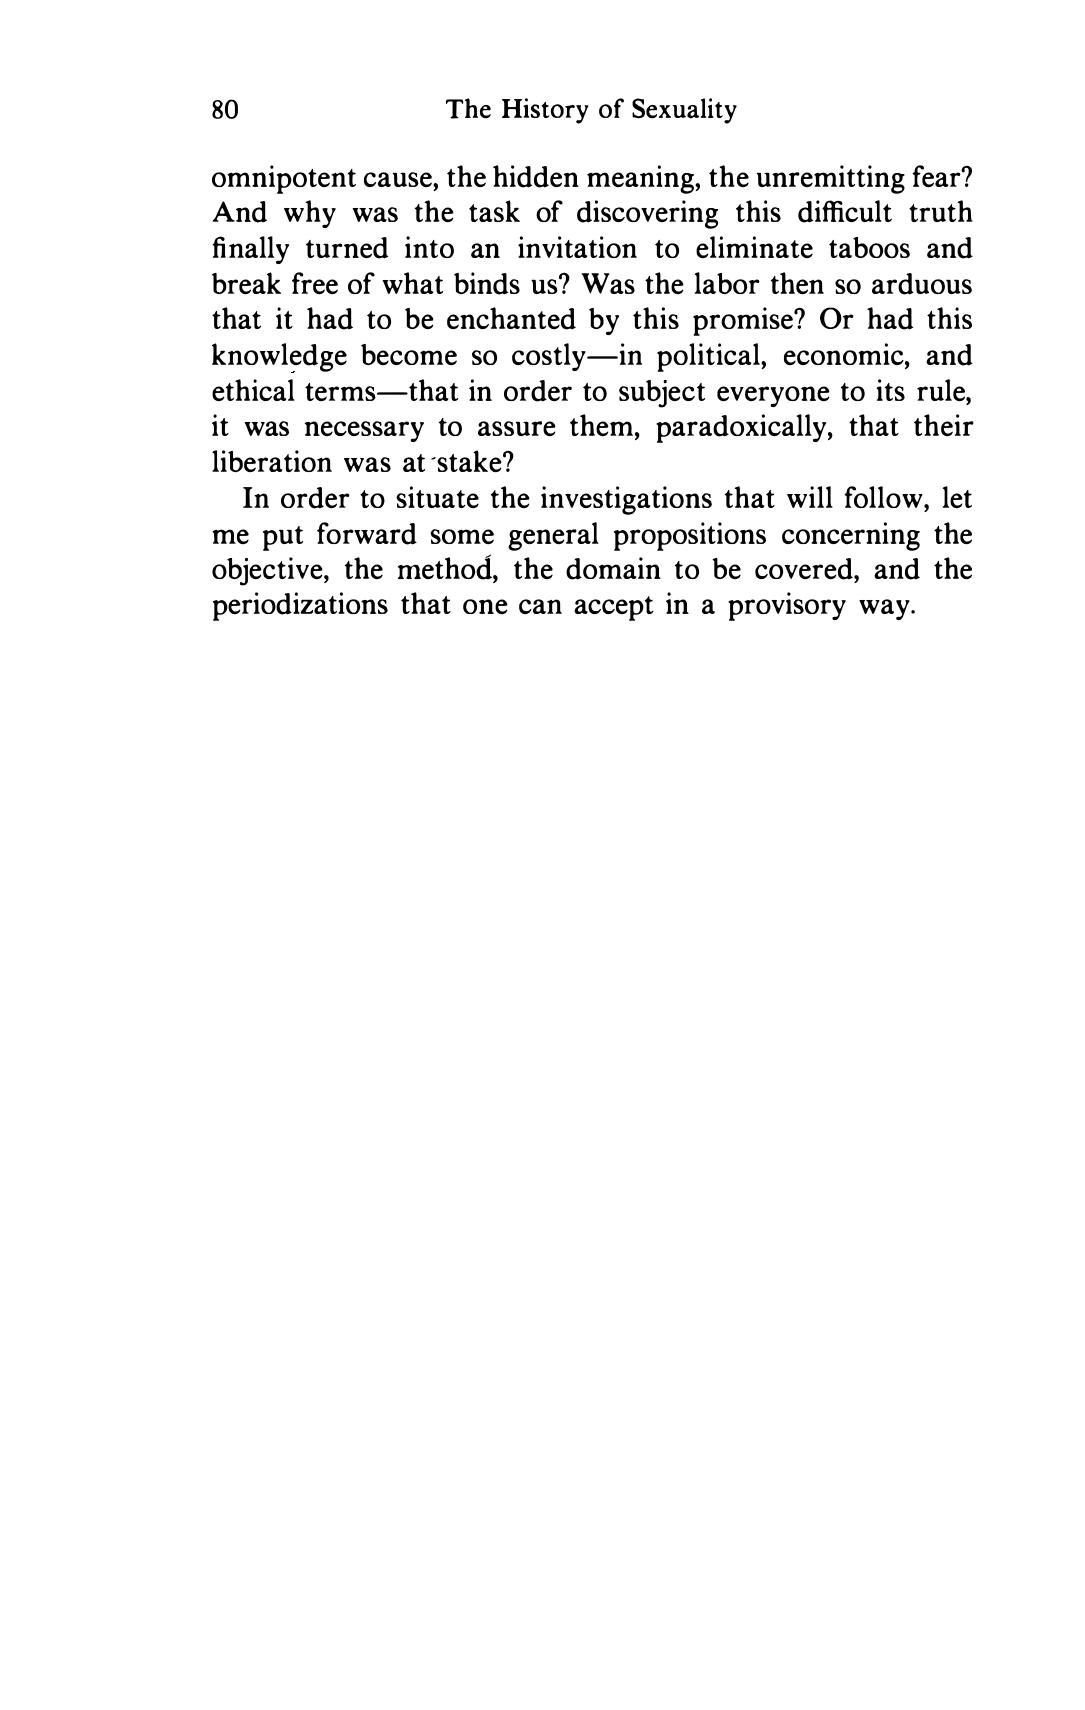 80 The History of Sexuality
omnipotent cause, the hidden meaning, the unremitting fear?
And why was the task of discovering this difficult truth
finally turned into an invitation to eliminate taboos and
break free of what binds us? Was the labor then so arduous
that it had to be enchanted by this promise? Or had this
knowledge become so costly—in political, economic, and
ethical terms—that in order to subject everyone to its rule,
it was necessary to assure them, paradoxically, that their
liberation was at stake?
In order to situate the investigations that will follow, let
me put forward some general propositions concerning the
objective, the method, the domain to be covered, and the
periodizations that one can accept in a provisory way.